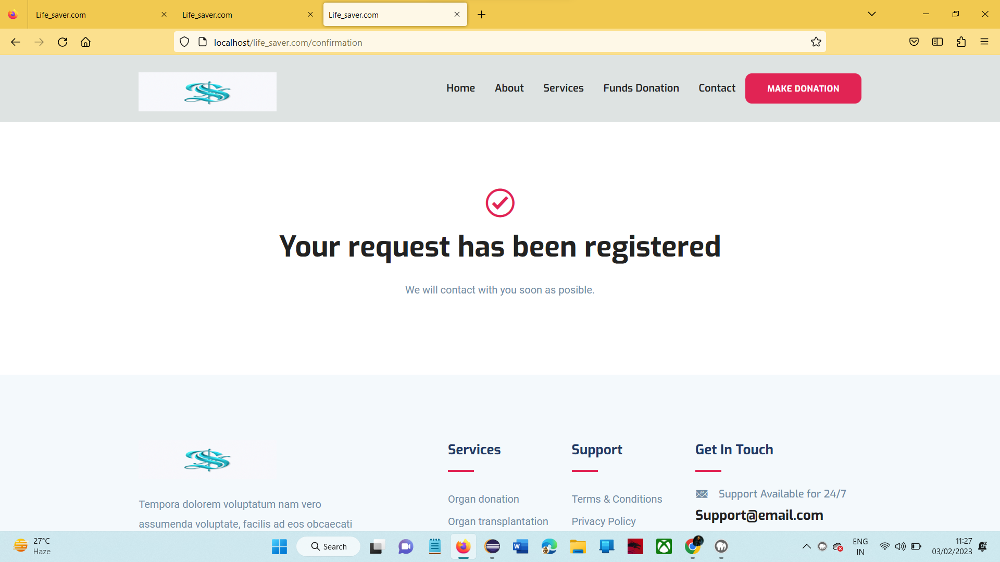 Life_saver.com
Life_saver.com
Life_saver.com
localhost/life_saver.com/confirmation
Home
About
Services
Funds Donation
Contact
MAKE DONATION
Your request has been registered
We will contact with you soon as posible.
Services
Support
Get In Touch
Support Available for 24/7
Organ donation
Terms & Conditions
Tempora dolorem voluptatum nam vero
Support@email.com
assumenda voluptate, facilis ad eos obcaecati
Organ transplantation
Privacy Policy
27°C
Haze
Search
ENG
IN
11:27
03/02/2023